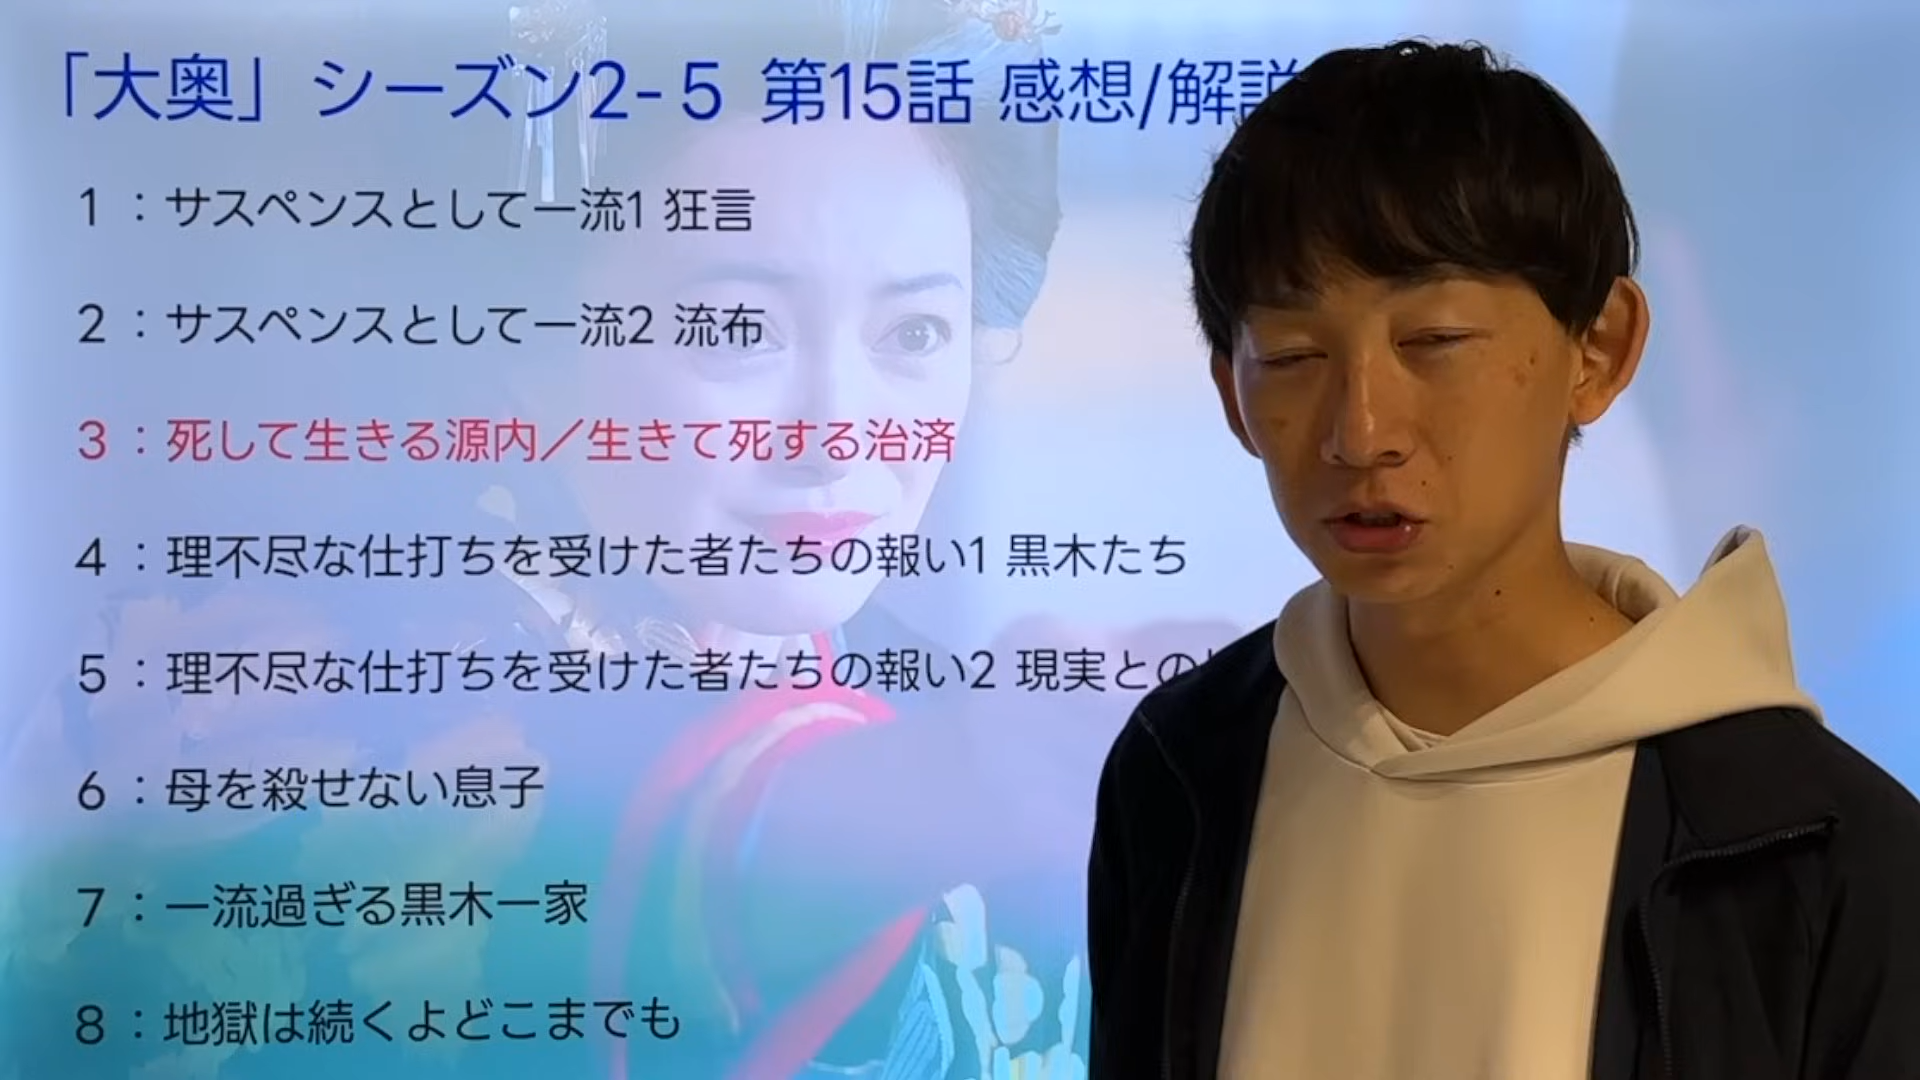 「大奥」シーズン2-5 第15話 感想/解説
1：サスペンスとして一流1 狂言
2：サスペンスとして一流2 流布
3：死して生きる源内／生きて死する治済
4：理不尽な仕打ちを受けた者たちの報い1 黒木たち
5：理不尽な仕打ちを受けた者たちの報い2 現実との
6：母を殺せない息子
7：一流過ぎる黒木一家
8：地獄は続くよどこまでも